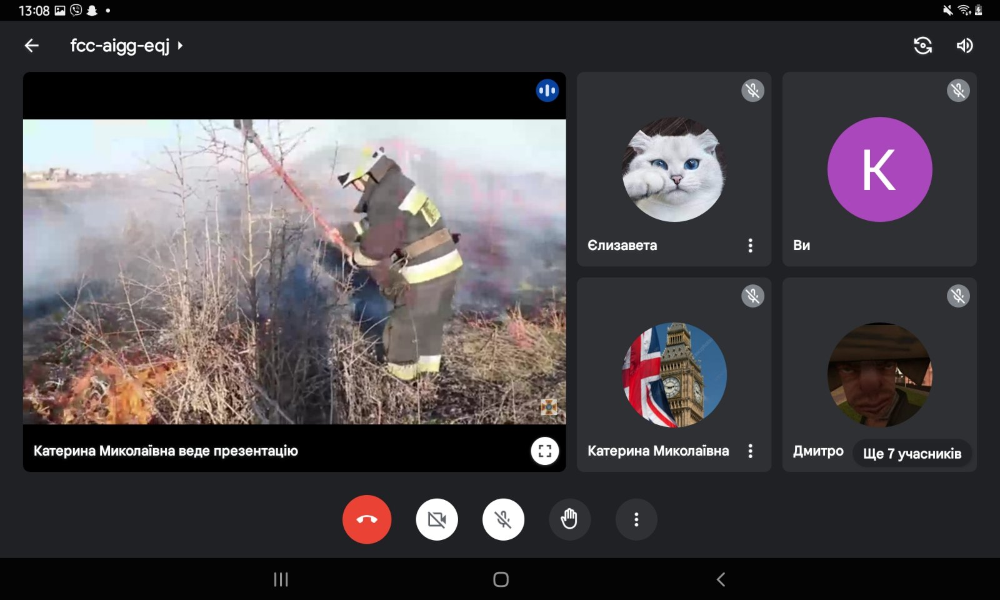 13:08
fcc-aigg-eqj
Катерина Миколаївна веде презентацію
Єлизавета
K
Ви
Катерина Миколаївна
Дмитро
Ще 7 учасників